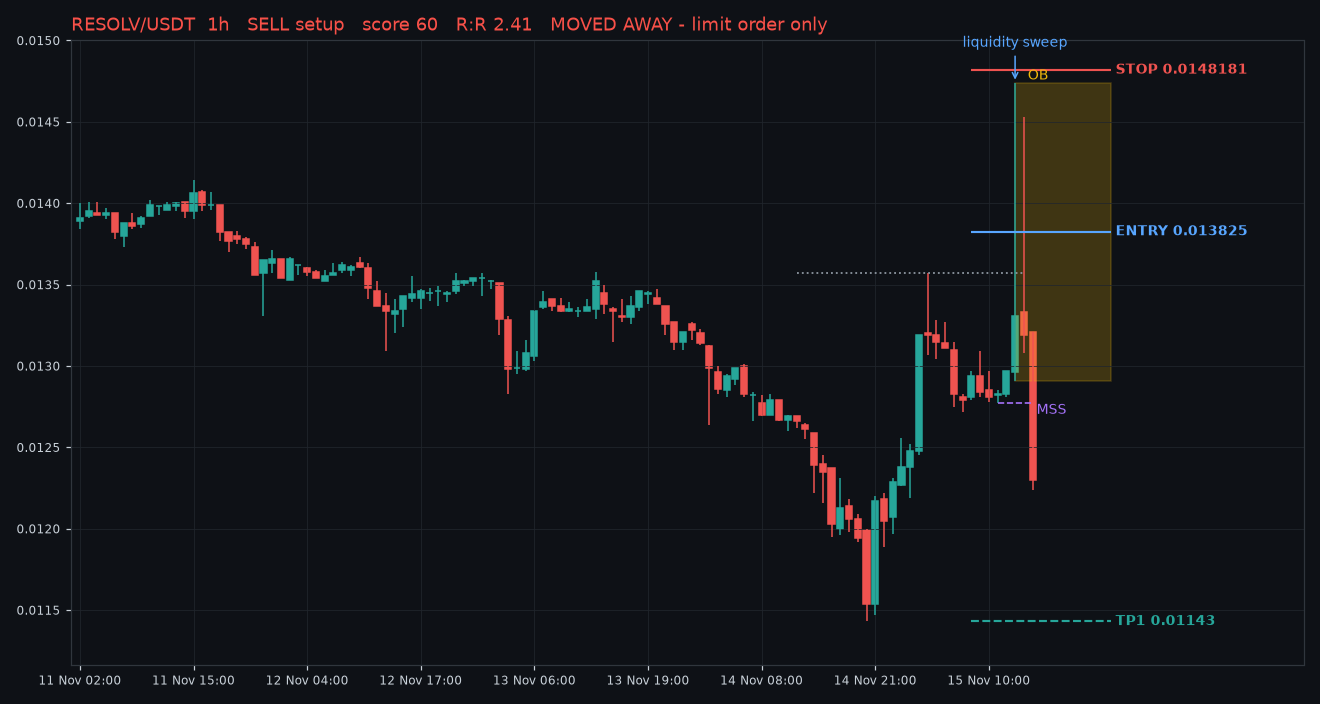 RESOLV/USDT  1h   SELL setup   score 60   R:R 2.41   MOVED AWAY - limit order only
0.0150
0.0145
0.0140
0.0135
0.0130
0.0125
0.0120
0.0115
liquidity sweep
OB
STOP 0.0148181
ENTRY 0.013825
MSS
TP1 0.01143
11 Nov 02:00
11 Nov 15:00
12 Nov 04:00
12 Nov 17:00
13 Nov 06:00
13 Nov 19:00
14 Nov 08:00
14 Nov 21:00
15 Nov 10:00